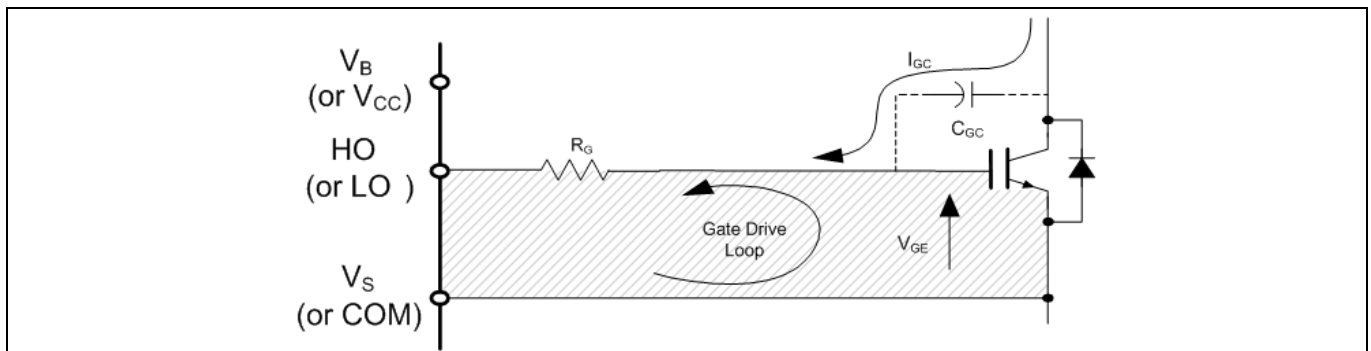 V_B
(or V_CC)
HO
(or LO )
V_S
(or COM)
R_G
I_GC
C_GC
Gate Drive
Loop
V_GE